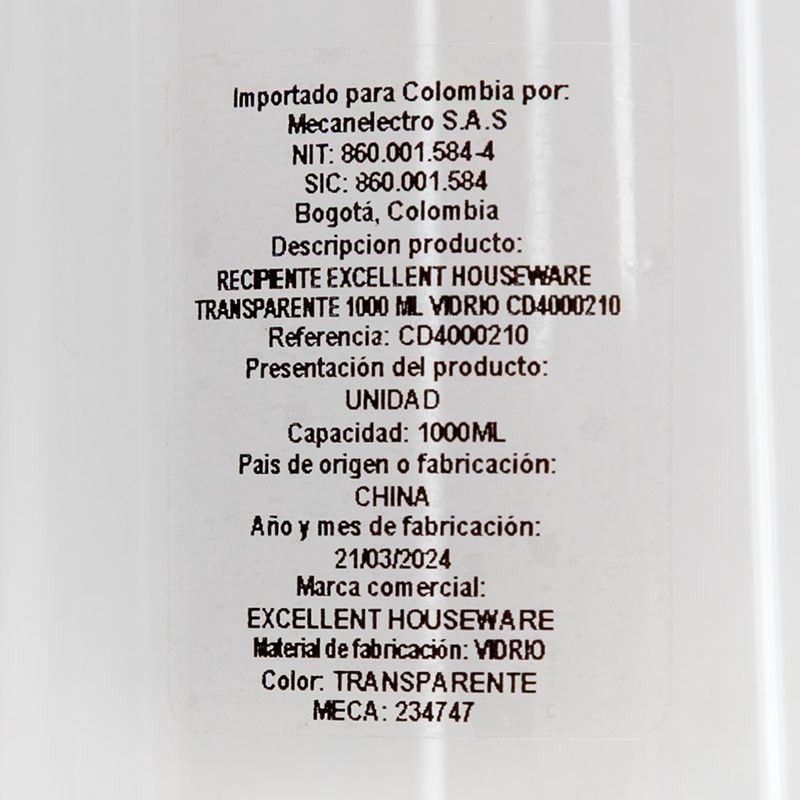 Importado para Colombia por:
Mecanelectro S.A.S
NIT: 860.001.584-4
SIC: 860.001.584
Bogotá, Colombia
Descripcion producto:
RECIPIENTE EXCELLENT HOUSEWARE
TRANSPARENTE 1000 ML VIDRIO CD4000210
Referencia: CD4000210
Presentación del producto:
UNIDAD
Capacidad: 1000ML
Pais de origen o fabricación:
CHINA
Año y mes de fabricación:
21/03/2024
Marca comercial:
EXCELLENT HOUSEWARE
Material de fabricación: VIDRIO
Color: TRANSPARENTE
MECA: 234747